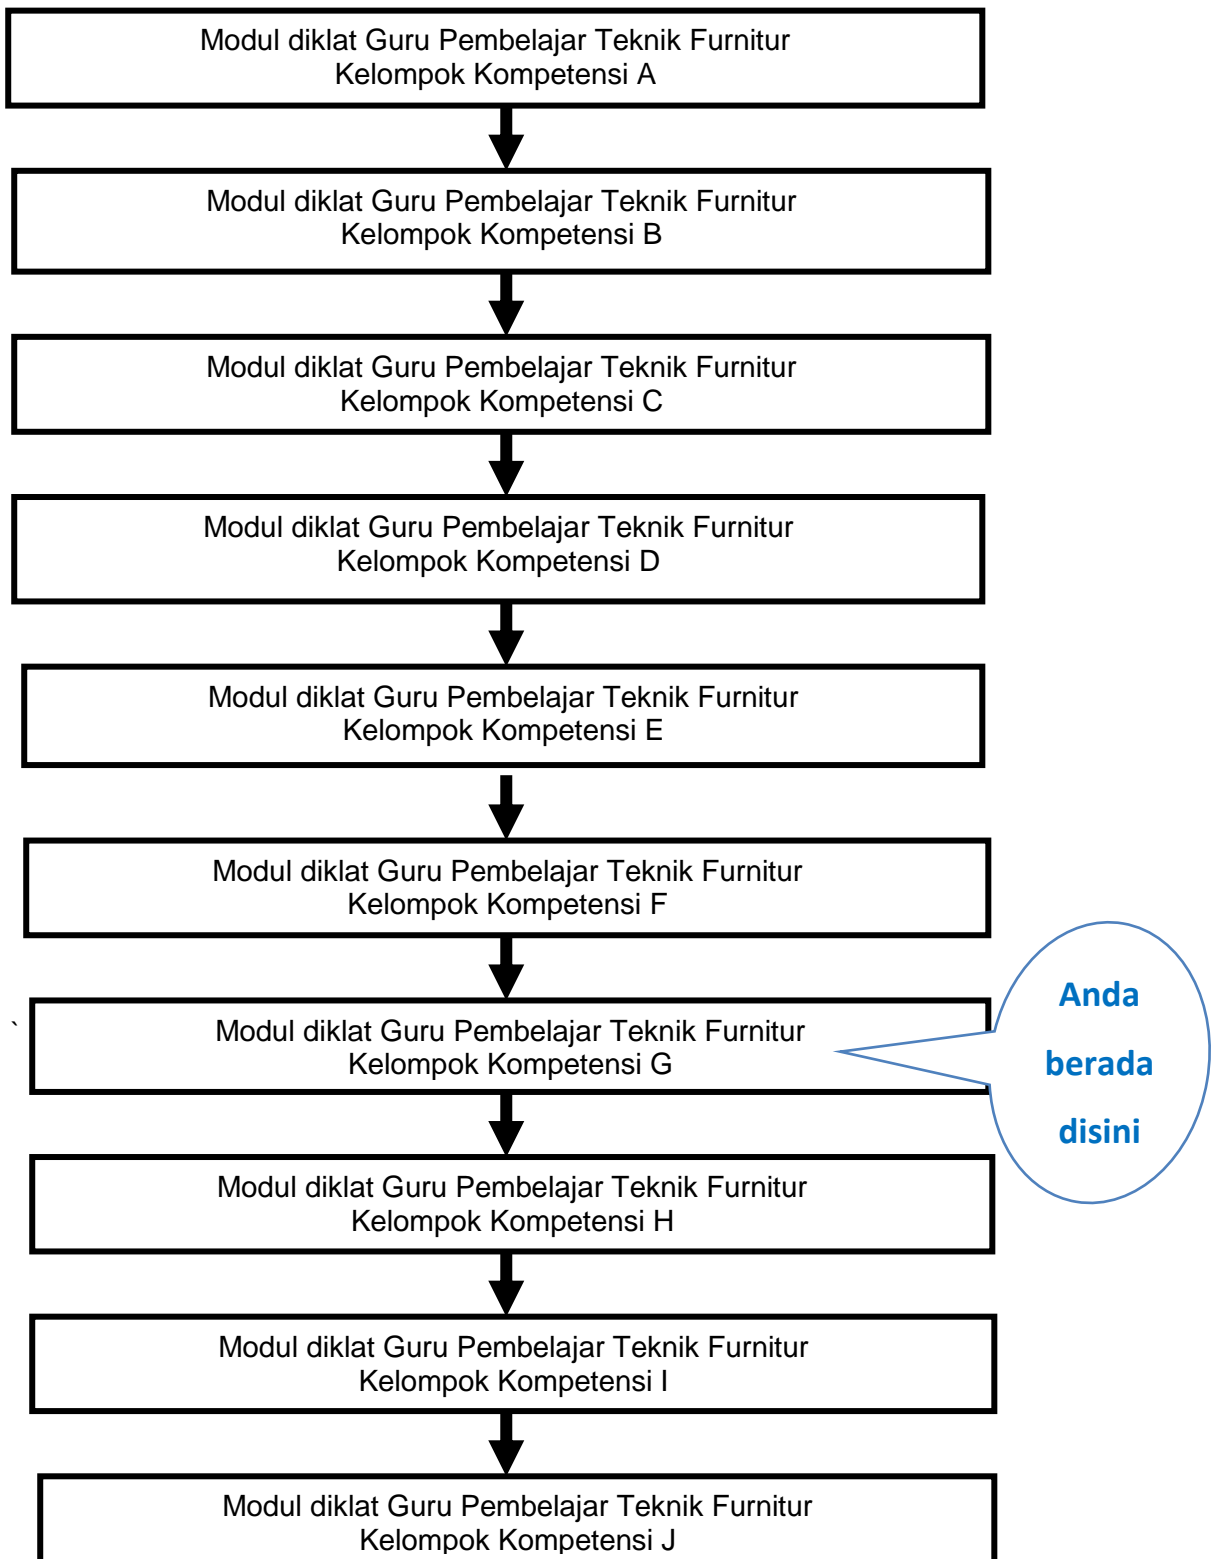 Modul diklat Guru Pembelajar Teknik Furnitur
Kelompok Kompetensi A
Modul diklat Guru Pembelajar Teknik Furnitur
Kelompok Kompetensi B
Modul diklat Guru Pembelajar Teknik Furnitur
Kelompok Kompetensi C
Modul diklat Guru Pembelajar Teknik Furnitur
Kelompok Kompetensi D
Modul diklat Guru Pembelajar Teknik Furnitur
Kelompok Kompetensi E
Modul diklat Guru Pembelajar Teknik Furnitur
Kelompok Kompetensi F
` Modul diklat Guru Pembelajar Teknik Furnitur
Kelompok Kompetensi G
Anda
berada
disini
Modul diklat Guru Pembelajar Teknik Furnitur
Kelompok Kompetensi H
Modul diklat Guru Pembelajar Teknik Furnitur
Kelompok Kompetensi I
Modul diklat Guru Pembelajar Teknik Furnitur
Kelompok Kompetensi J